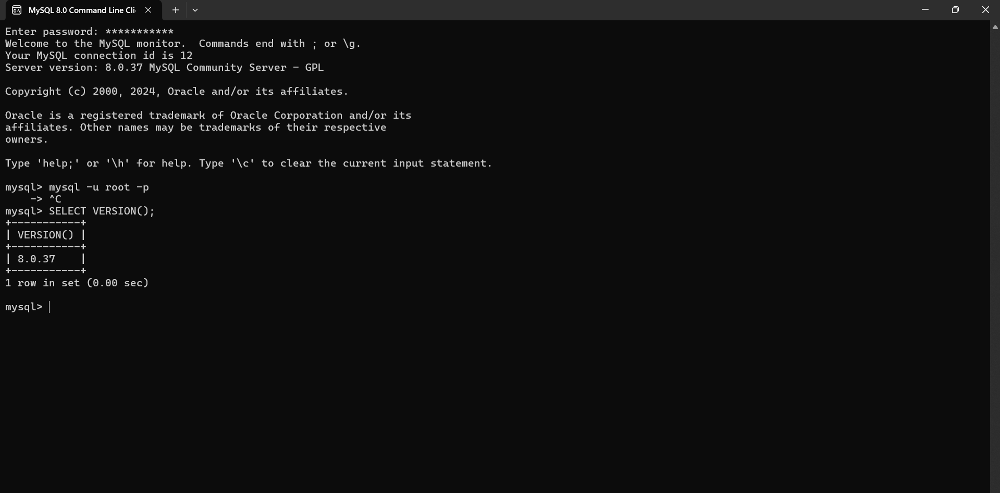 MySQL 8.0 Command Line Cli
Enter password: ***********
Welcome to the MySQL monitor.  Commands end with ; or \g.
Your MySQL connection id is 12
Server version: 8.0.37 MySQL Community Server - GPL

Copyright (c) 2000, 2024, Oracle and/or its affiliates.

Oracle is a registered trademark of Oracle Corporation and/or its
affiliates. Other names may be trademarks of their respective
owners.

Type 'help;' or '\h' for help. Type '\c' to clear the current input statement.

mysql> mysql -u root -p
    -> ^C
mysql> SELECT VERSION();
+-----------+
| VERSION() |
+-----------+
| 8.0.37    |
+-----------+
1 row in set (0.00 sec)

mysql>